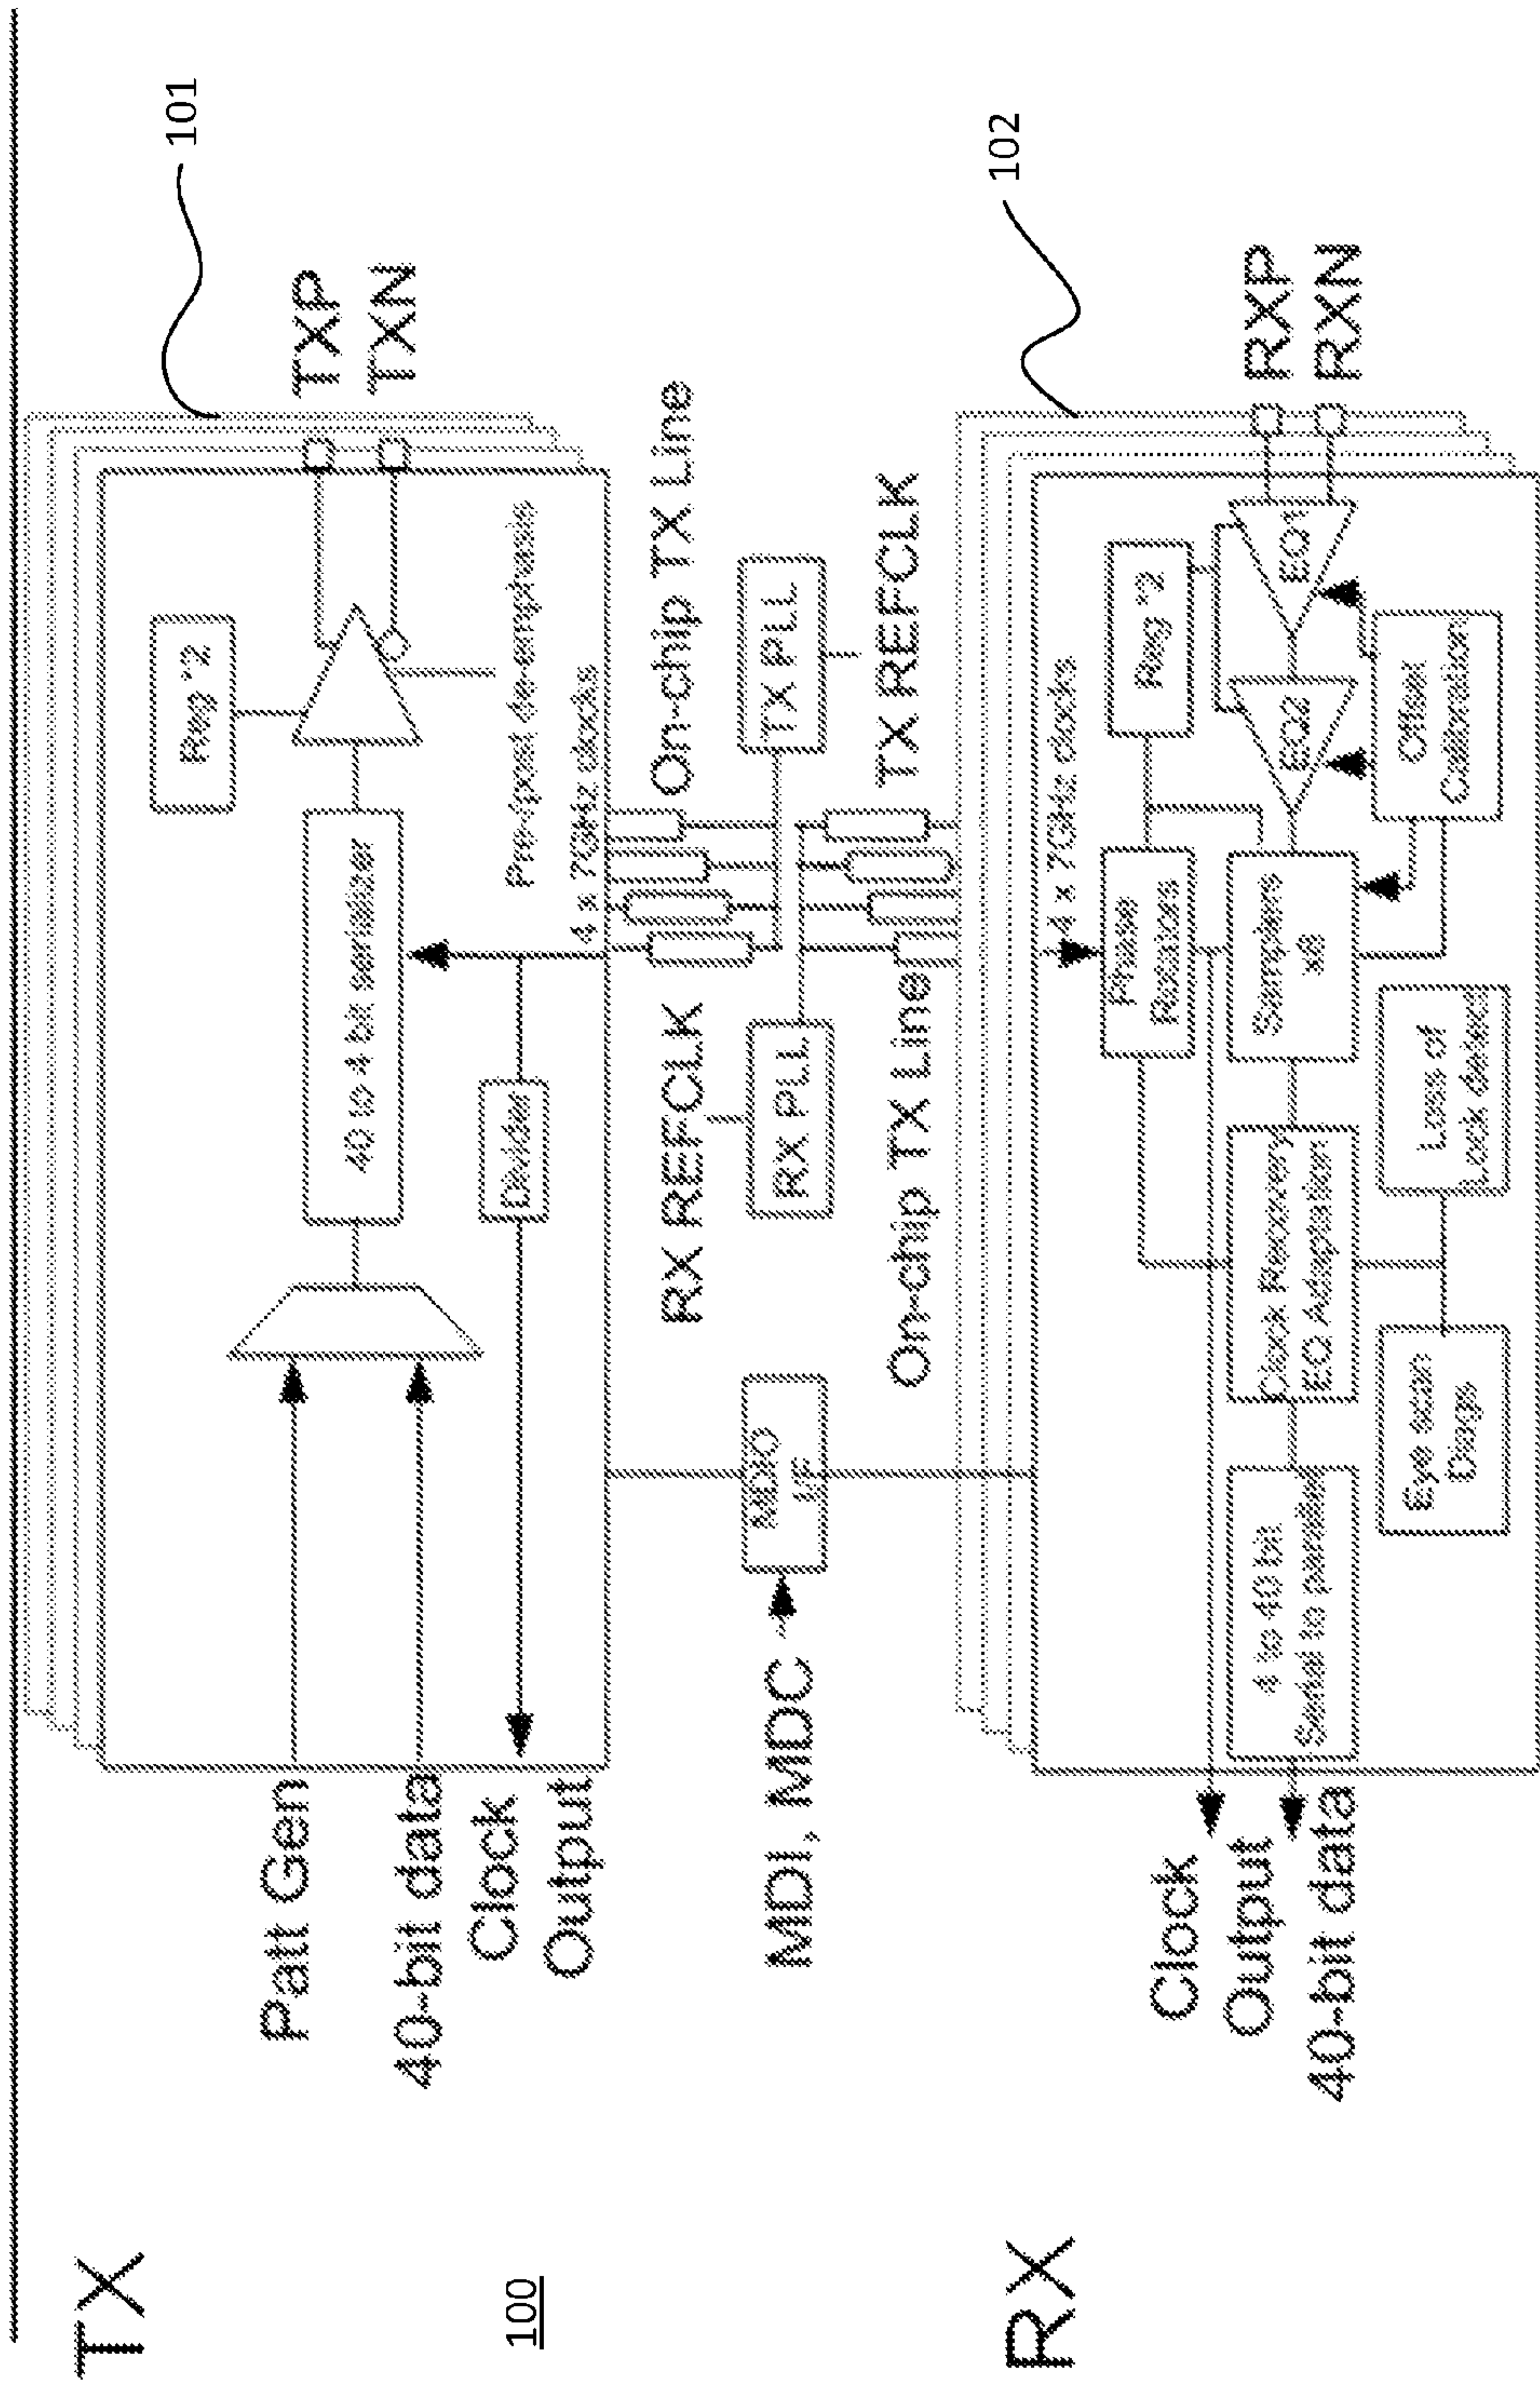 TX
100
101
Patt Gen
40-bit data
Clock
Output
40 to 4 bit serializer
Divider
Reg *2
TXP
TXN
Pre-/post de-emphasis
4 x 7GHz clocks
On-chip TX Line
RX REFCLK
RX PLL
TX PLL
TX REFCLK
On-chip TX Line
MDI, MDC
MDIO
I/F
RX
102
4 x 7GHz clocks
Phase
Rotators
Reg *2
Clock
Output
40-bit data
4 to 40 bit
Serial to parallel
Clock Recovery
EQ Adaptation
Samplers
EQ2
EQ1
RXP
RXN
Eye scan
Diags
Loss of
Lock detect
Offset
Calibration